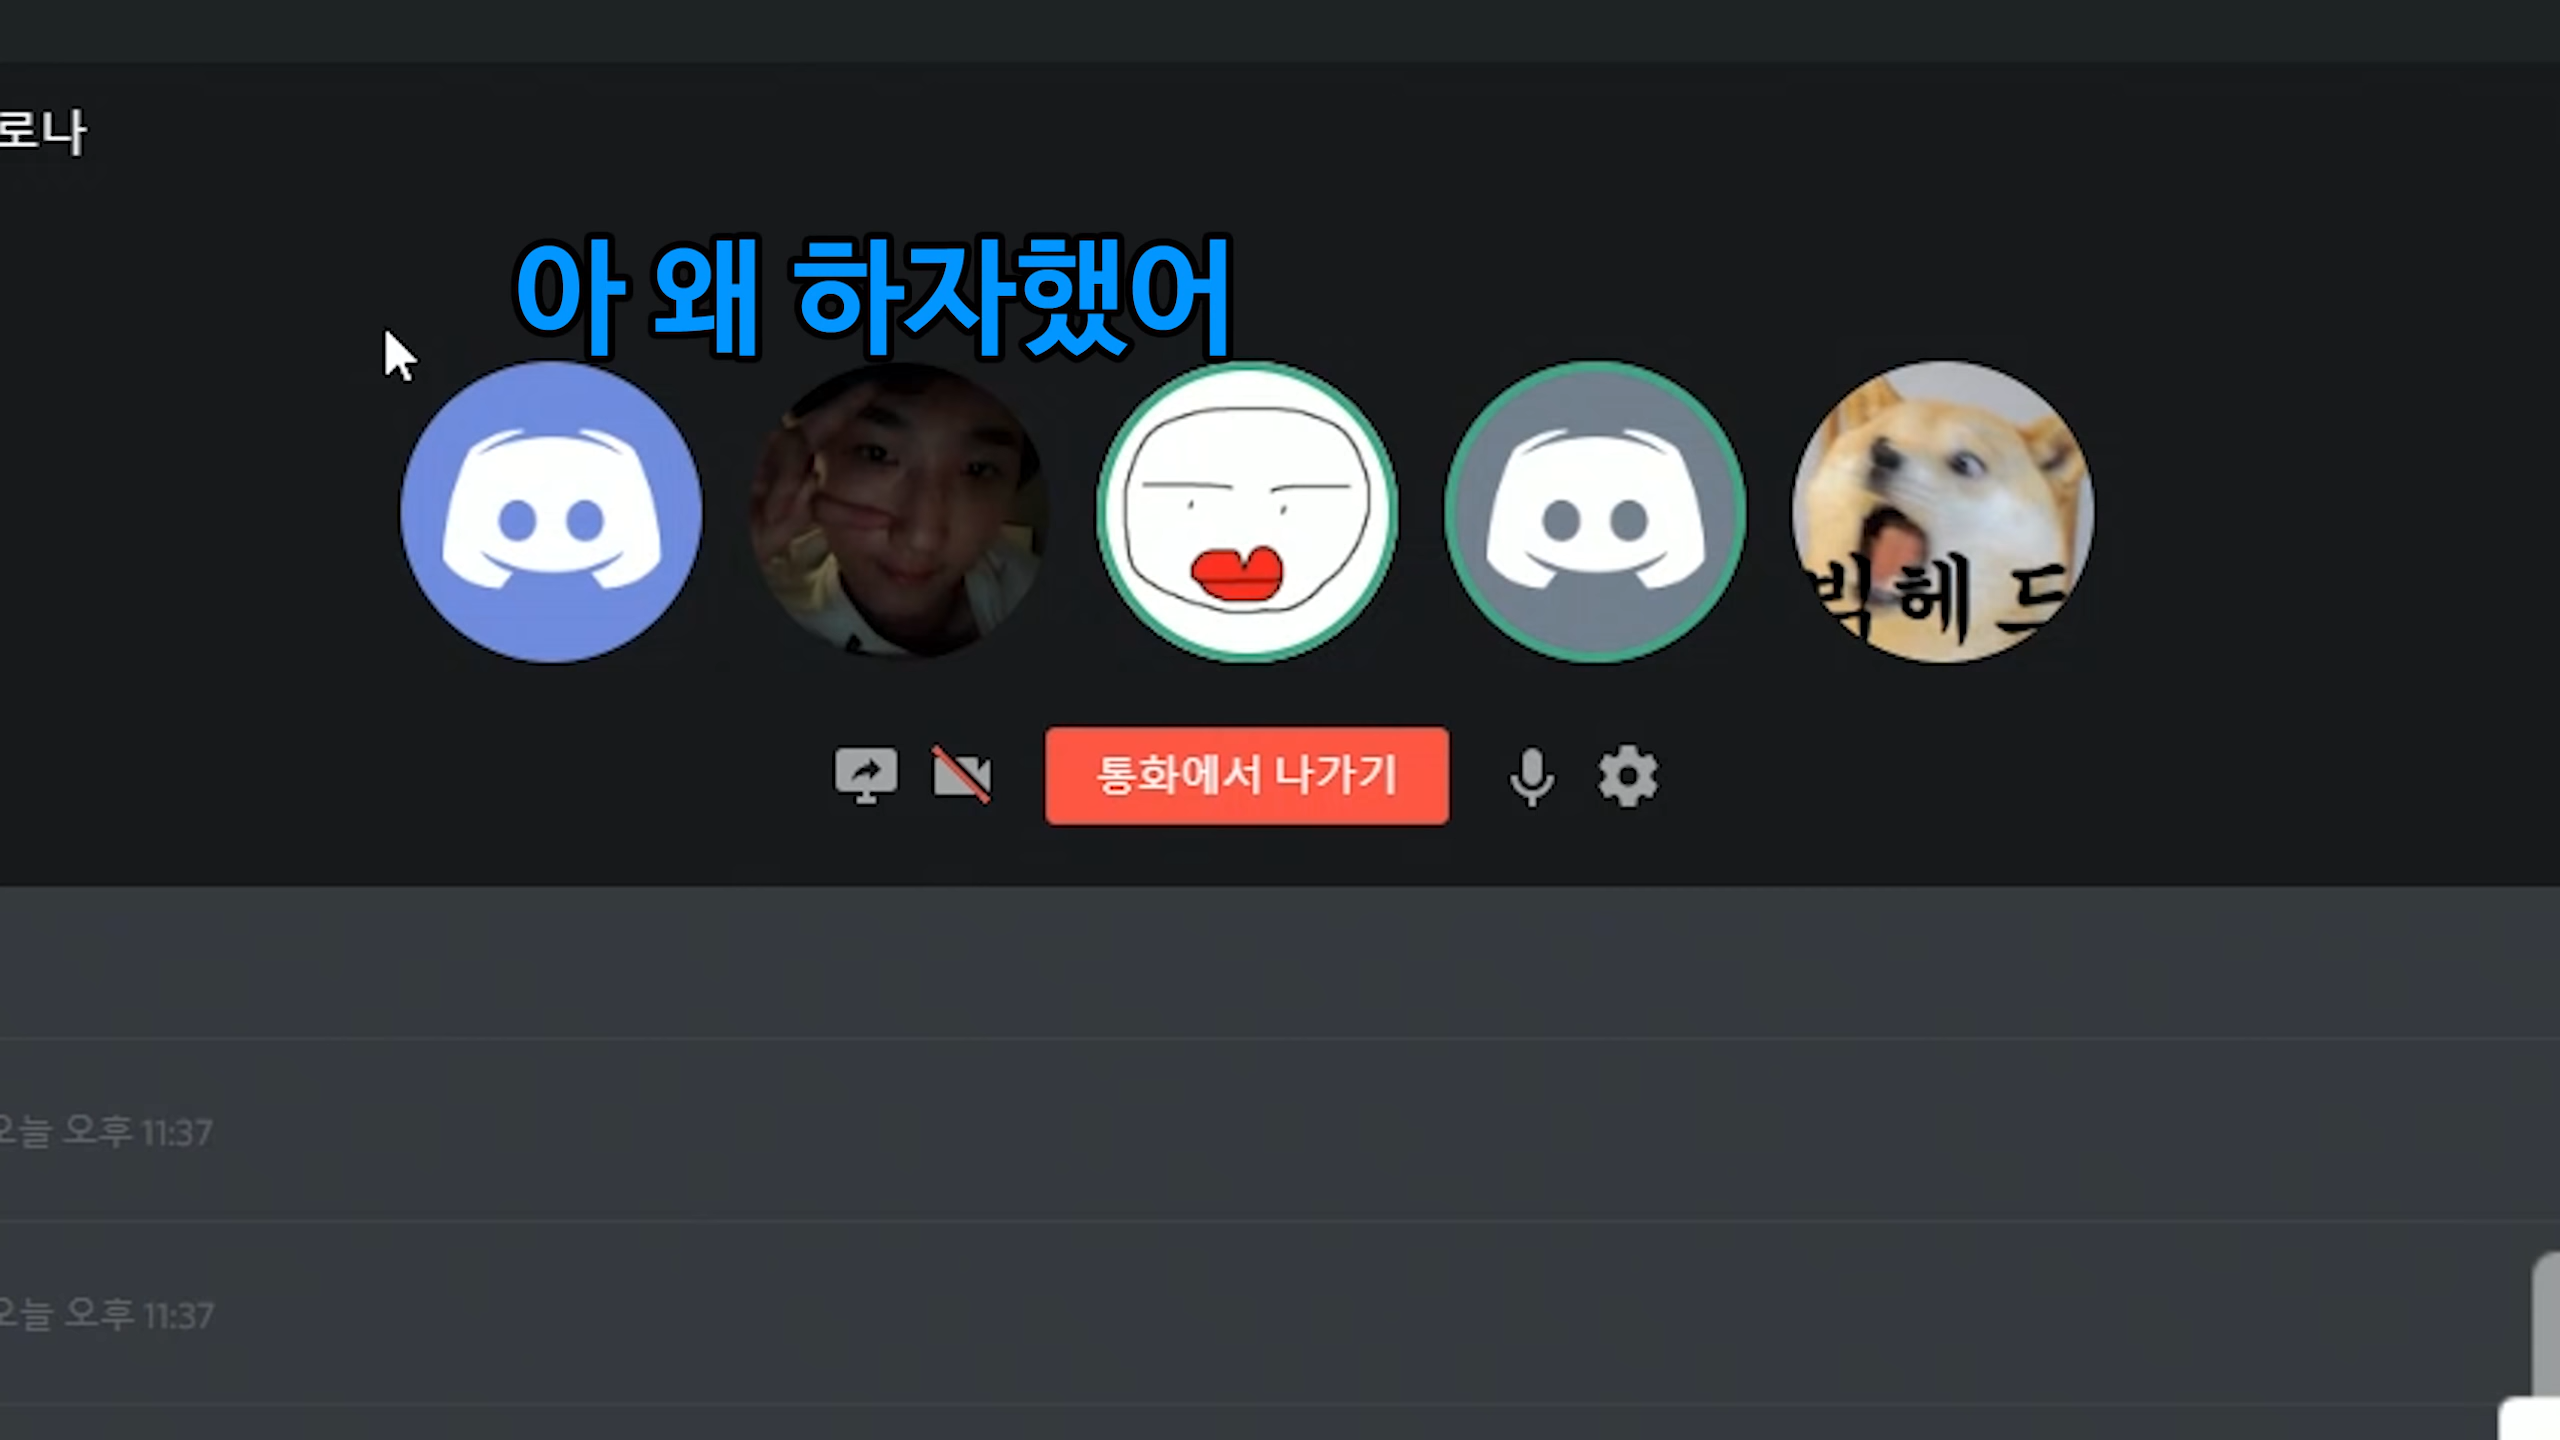 로나
아 왜 하자했어
빅헤드
통화에서 나가기
오늘 오후 11:37
오늘 오후 11:37